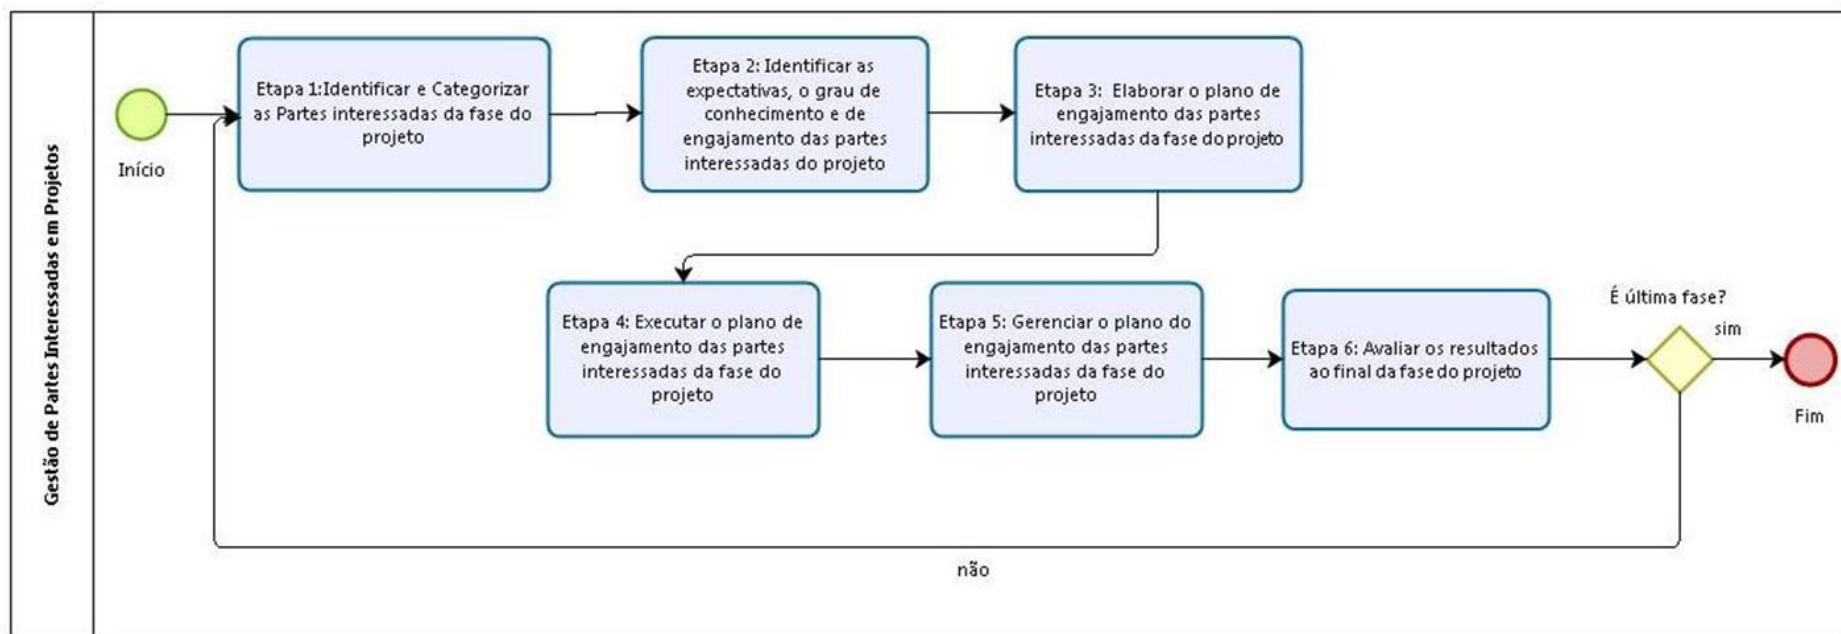 Gestão de Partes Interessadas em Projetos
Início
Etapa 1:Identificar e Categorizar
as Partes interessadas da fase do
projeto
Etapa 2: Identificar as
expectativas, o grau de
conhecimento e de
engajamento das partes
interessadas do projeto
Etapa 3: Elaborar o plano de
engajamento das partes
interessadas da fase do projeto
Etapa 4: Executar o plano de
engajamento das partes
interessadas da fase do
projeto
Etapa 5: Gerenciar o plano do
engajamento das partes
interessadas da fase do
projeto
Etapa 6: Avaliar os resultados
ao final da fase do projeto
É última fase?
sim
Fim
não